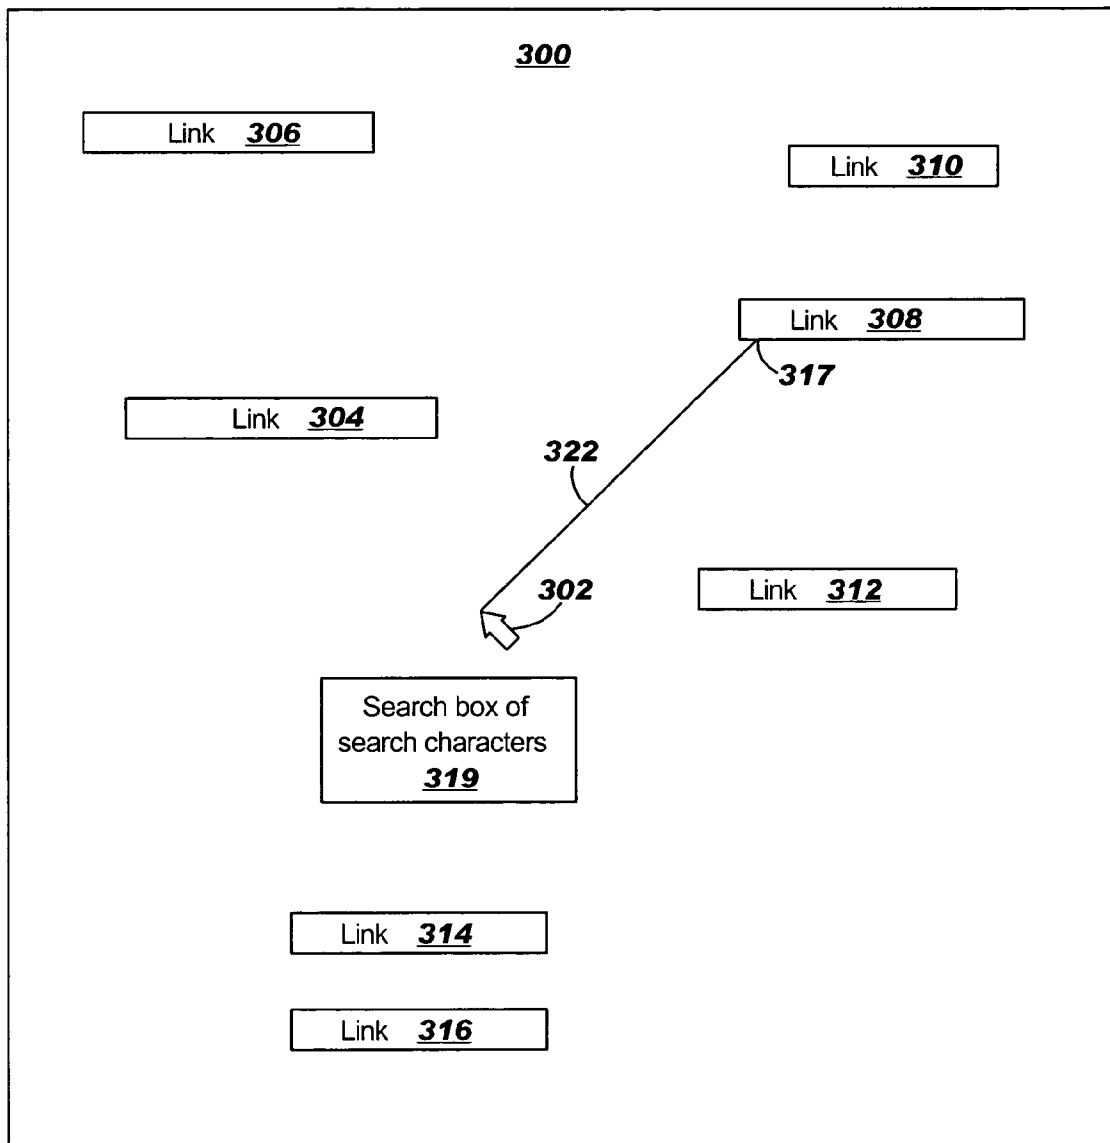 300
Link 306
Link 310
Link 308
317
Link 304
322
302
Link 312
Search box of
search characters
319
Link 314
Link 316